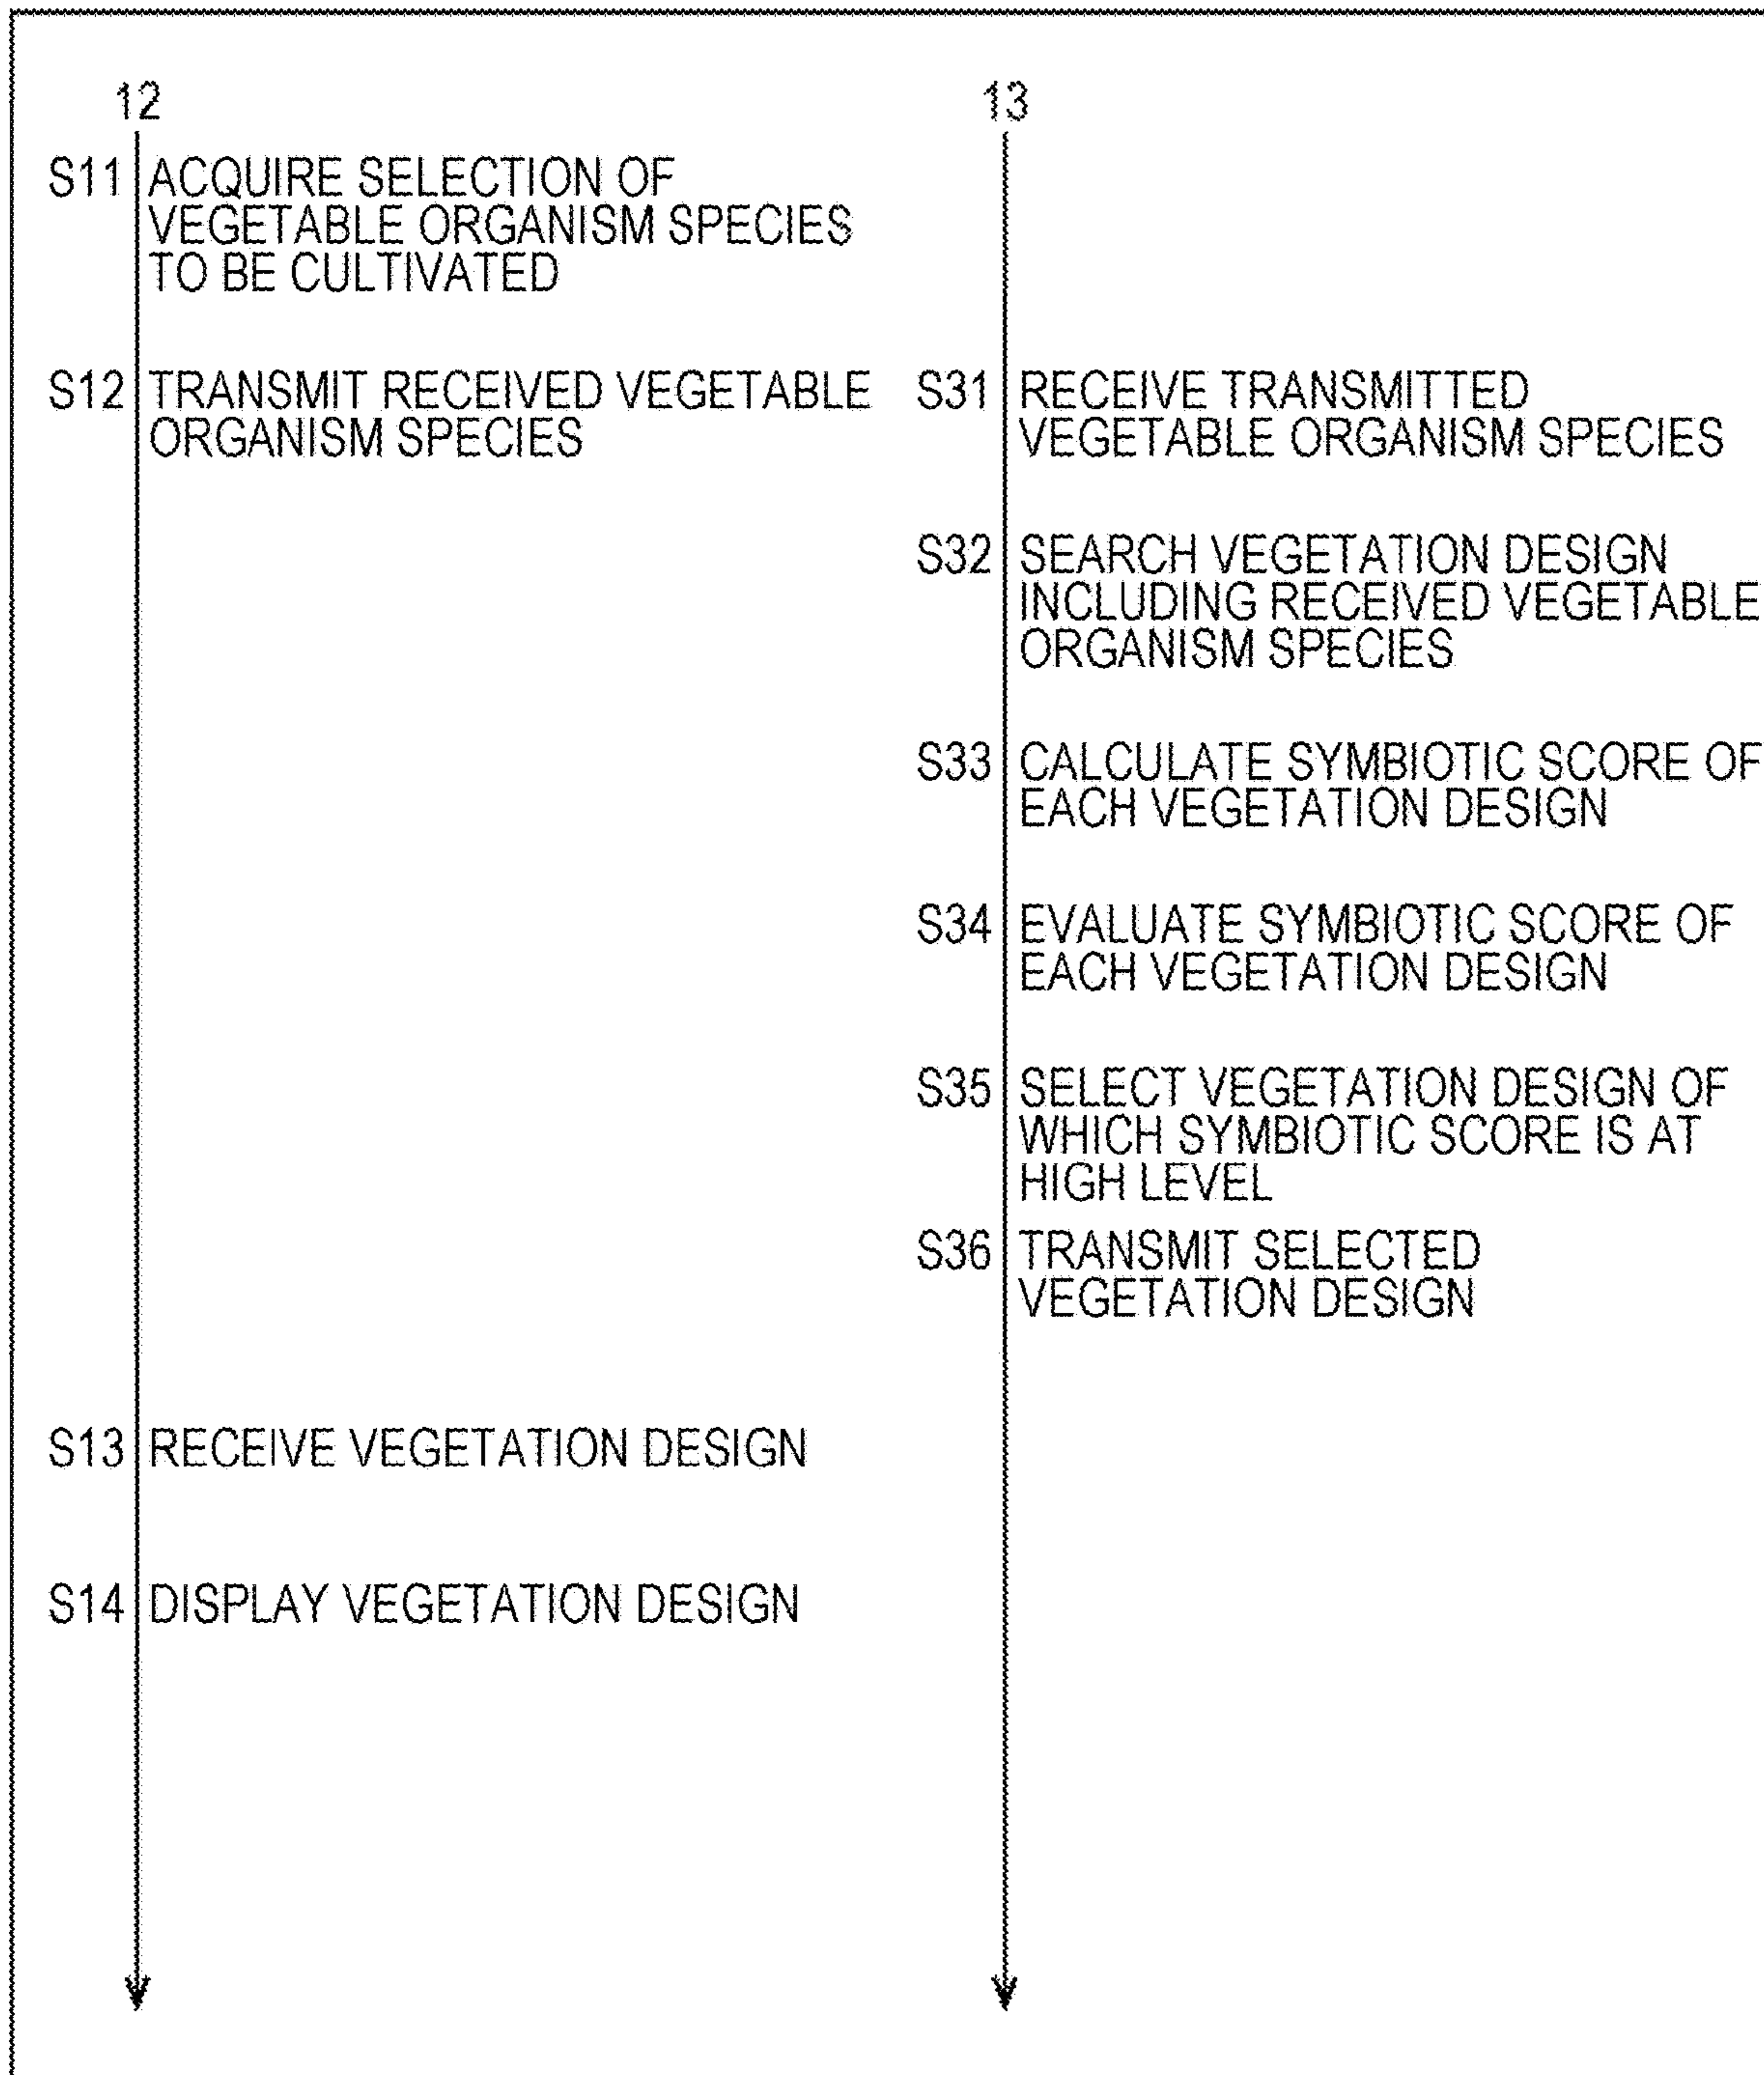 12
S11 ACQUIRE SELECTION OF
VEGETABLE ORGANISM SPECIES
TO BE CULTIVATED
S12 TRANSMIT RECEIVED VEGETABLE
ORGANISM SPECIES
S13 RECEIVE VEGETATION DESIGN
S14 DISPLAY VEGETATION DESIGN
13
S31 RECEIVE TRANSMITTED
VEGETABLE ORGANISM SPECIES
S32 SEARCH VEGETATION DESIGN
INCLUDING RECEIVED VEGETABLE
ORGANISM SPECIES
S33 CALCULATE SYMBIOTIC SCORE OF
EACH VEGETATION DESIGN
S34 EVALUATE SYMBIOTIC SCORE OF
EACH VEGETATION DESIGN
S35 SELECT VEGETATION DESIGN OF
WHICH SYMBIOTIC SCORE IS AT
HIGH LEVEL
S36 TRANSMIT SELECTED
VEGETATION DESIGN